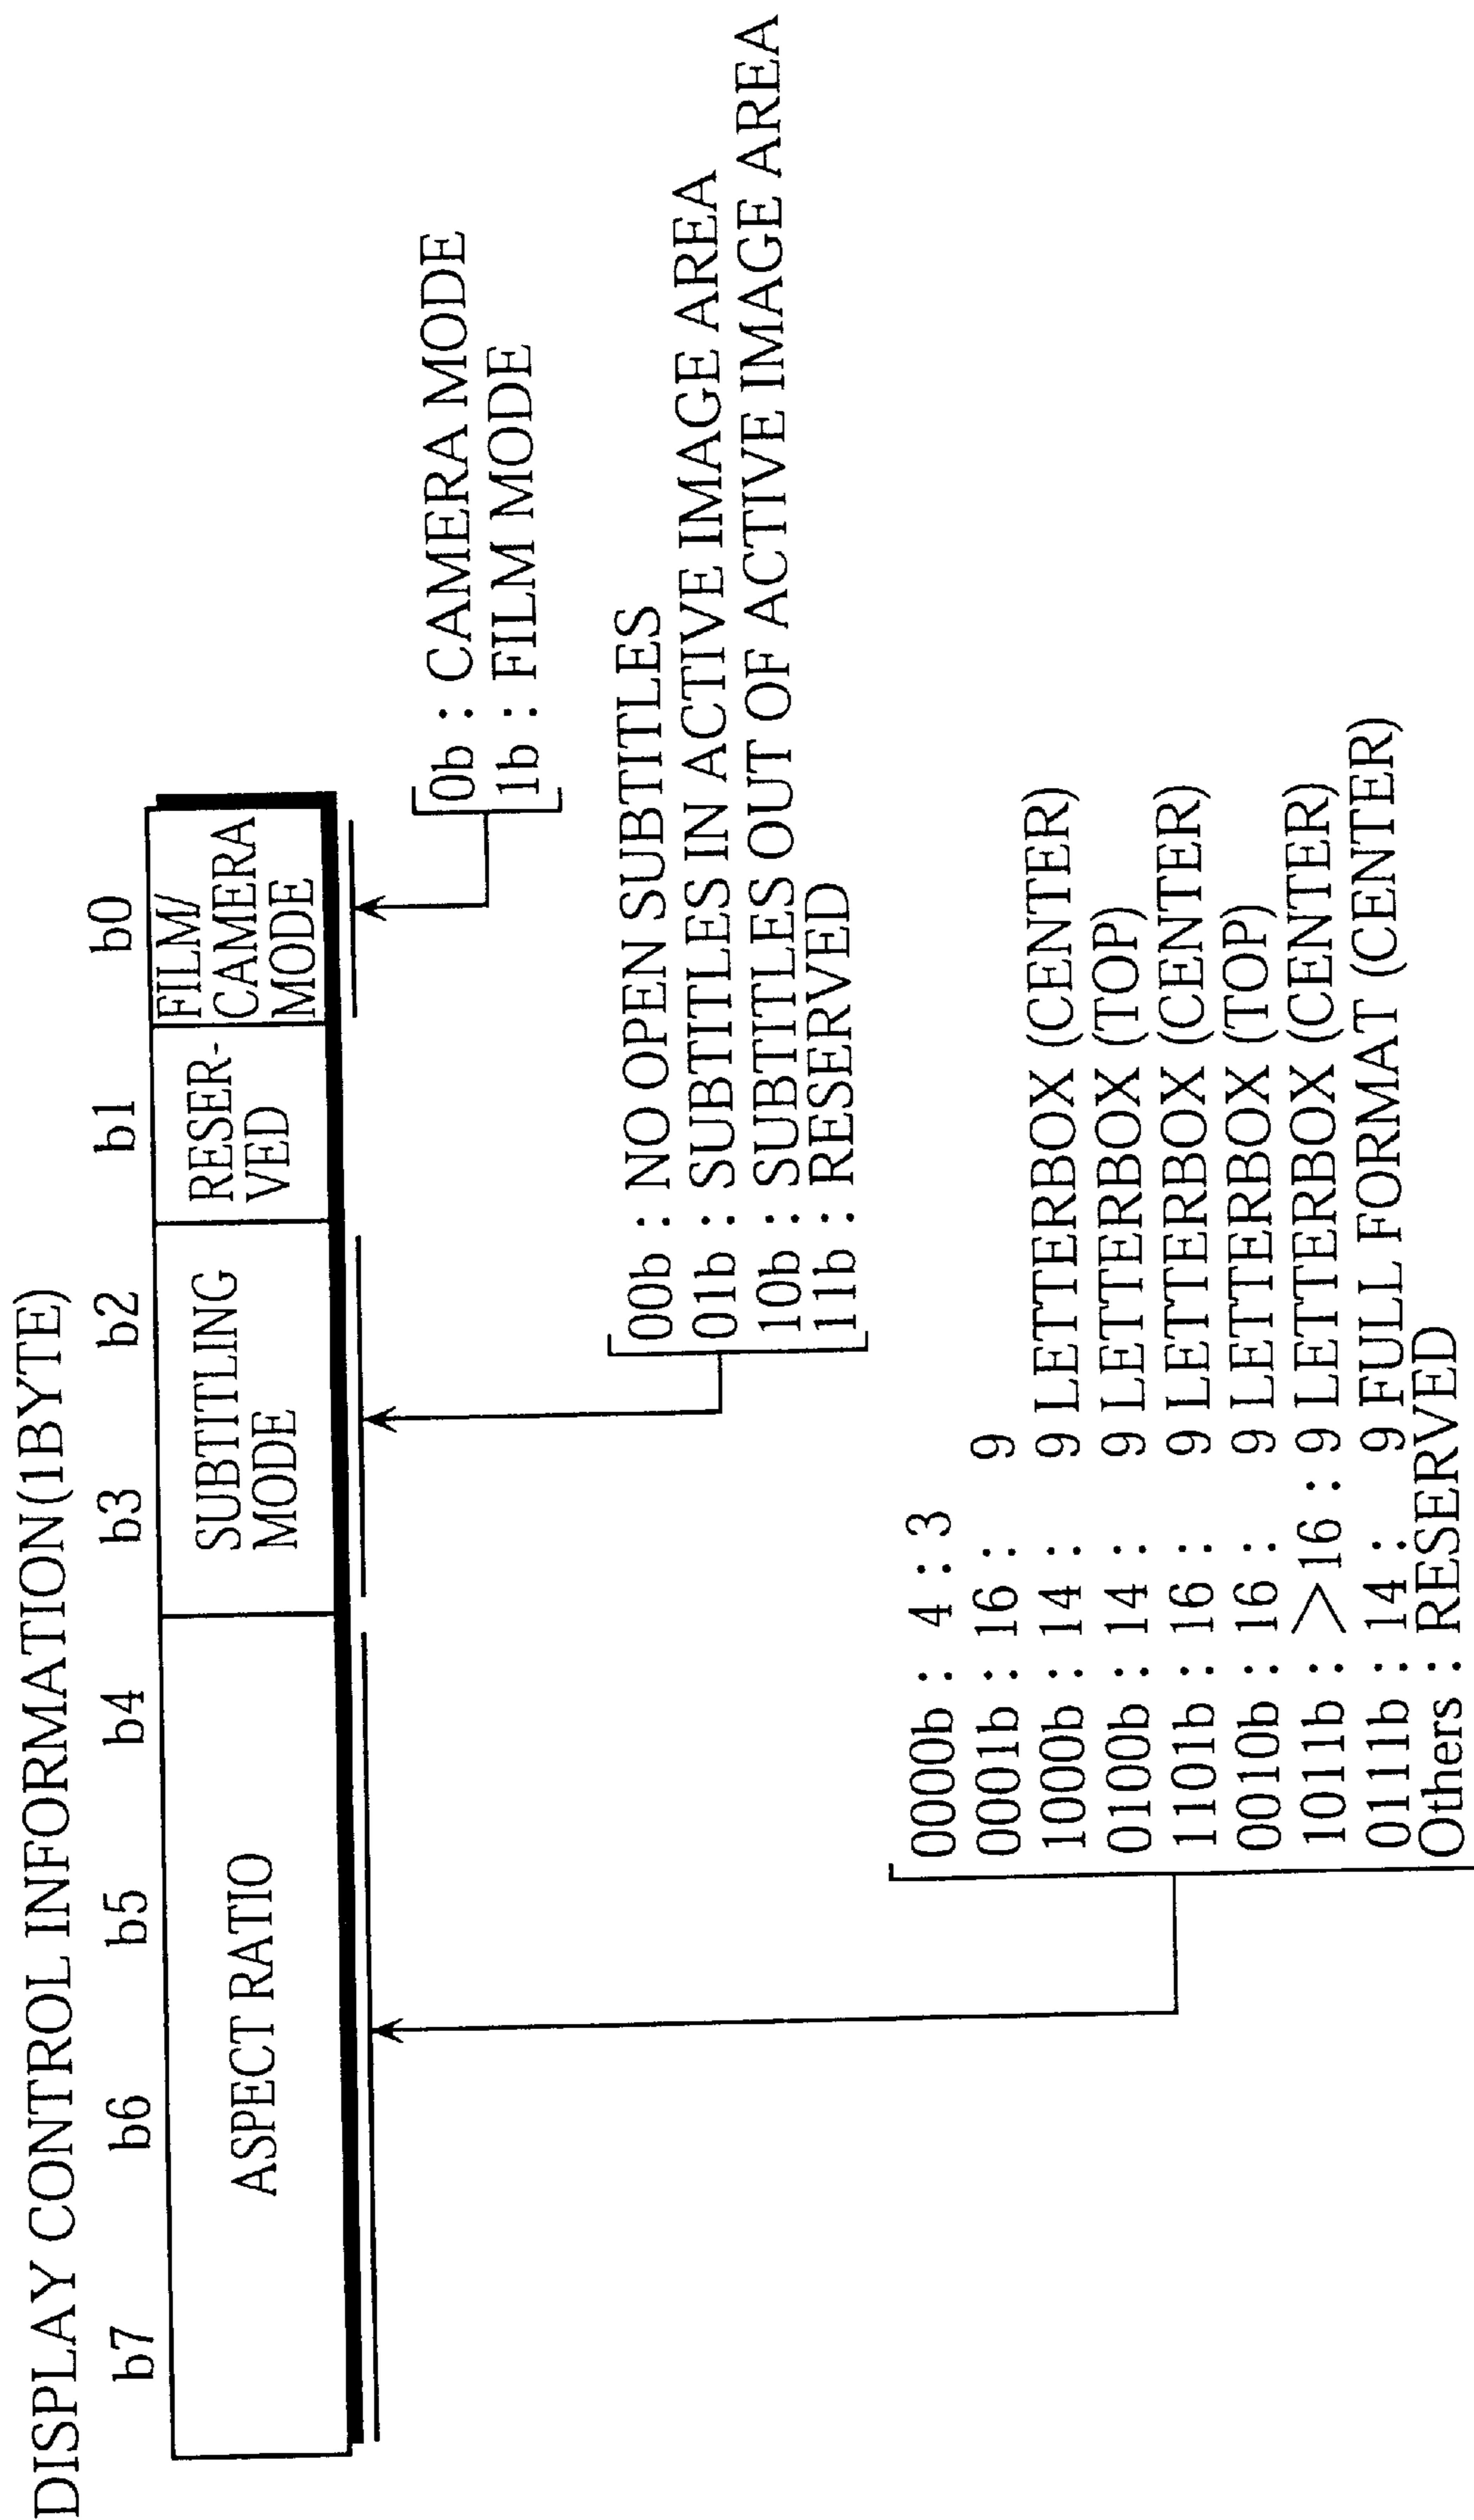 DISPLAY CONTROL INFORMATION(1BYTE)
b7 b6 b5 b4 b3 b2 b1 b0
ASPECT RATIO
SUBTITLING
MODE
RESER-
VED
FILM/
CAMERA
MODE
0b : CAMERA MODE
1b : FILM MODE
00b : NO OPEN SUBTITLES
01b : SUBTITLES IN ACTIVE IMAGE AREA
10b : SUBTITLES OUT OF ACTIVE IMAGE AREA
11b : RESERVED
0000b : 4 : 3
0001b : 16 : 9
1000b : 14 : 9 LETTERBOX (CENTER)
0100b : 14 : 9 LETTERBOX (TOP)
1101b : 16 : 9 LETTERBOX (CENTER)
0010b : 16 : 9 LETTERBOX (TOP)
1011b : >16 : 9 LETTERBOX (CENTER)
0111b : 14 : 9 FULL FORMAT (CENTER)
Others : RESERVED